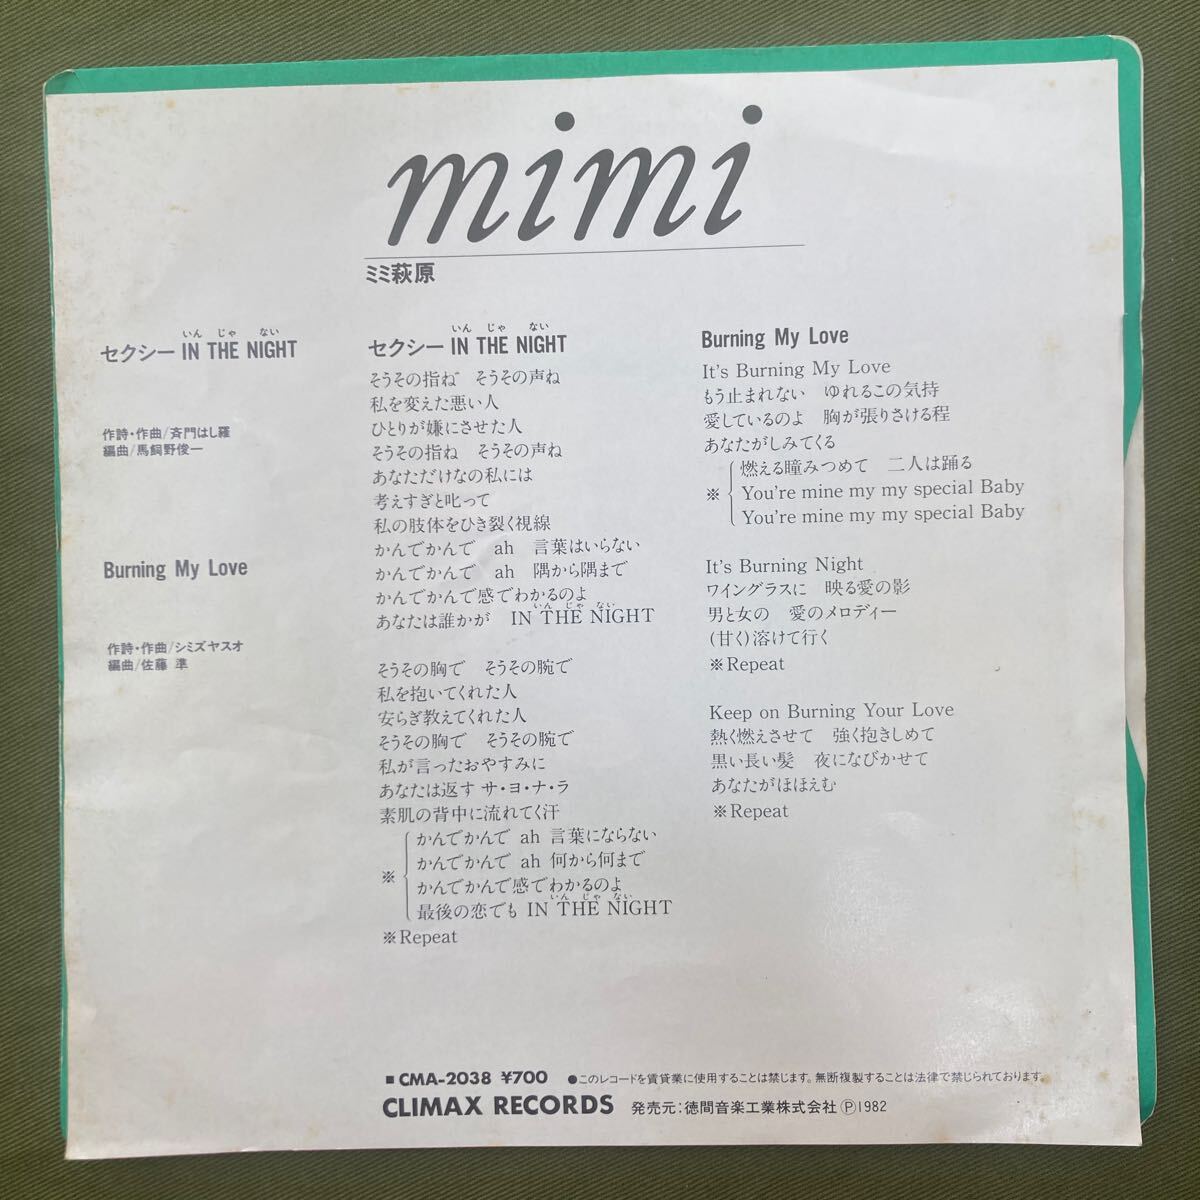 mimi
ミミ萩原
いん じゃ ない
セクシー IN THE NIGHT
作詩・作曲/斉門はし羅
編曲/馬飼野俊一
Burning My Love
作詩・作曲/シミズヤスオ
編曲/佐藤 準
いん じゃ ない
セクシー IN THE NIGHT
そうその指ね そうその声ね
私を変えた悪い人
ひとりが嫌にさせた人
そうその指ね そうその声ね
あなただけなの私には
考えすぎと叱って
私の肢体をひき裂く視線
かんでかんで ah 言葉はいらない
かんでかんで ah 隅から隅まで
かんでかんで感でわかるのよ
いん じゃ ない
あなたは誰かが IN THE NIGHT
そうその胸で そうその腕で
私を抱いてくれた人
安らぎ教えてくれた人
そうその胸で そうその腕で
私が言ったおやすみに
あなたは返す サ・ヨ・ナ・ラ
素肌の背中に流れてく汗
かんでかんで ah 言葉にならない
かんでかんで ah 何から何まで
※ かんでかんで感でわかるのよ
いん じゃ ない
最後の恋でも IN THE NIGHT
※Repeat
Burning My Love
It's Burning My Love
もう止まれない ゆれるこの気持
愛しているのよ 胸が張りさける程
あなたがしみてくる
燃える瞳みつめて 二人は踊る
※ You're mine my my special Baby
You're mine my my special Baby
It's Burning Night
ワイングラスに 映る愛の影
男と女の 愛のメロディー
(甘く)溶けて行く
※Repeat
Keep on Burning Your Love
熱く燃えさせて 強く抱きしめて
黒い長い髪 夜になびかせて
あなたがほほえむ
※Repeat
■CMA-2038 ¥700 ●このレコードを賃貸業に使用することは禁じます。無断複製することは法律で禁じられております。
CLIMAX RECORDS 発売元:徳間音楽工業株式会社 Ⓟ1982